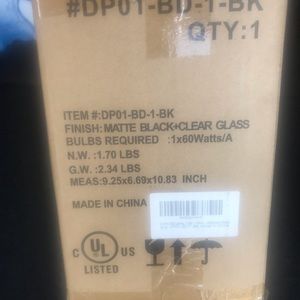 #DP01-BD-1-BK
QTY:1
ITEM #:DP01-BD-1-BK
FINISH:MATTE BLACK+CLEAR GLASS
BULBS REQUIRED :1x60Watts/A
N.W. :1.70 LBS
G.W. :2.34 LBS
MEAS:9.25x6.69x10.83 INCH
MADE IN CHINA
C UL US
LISTED